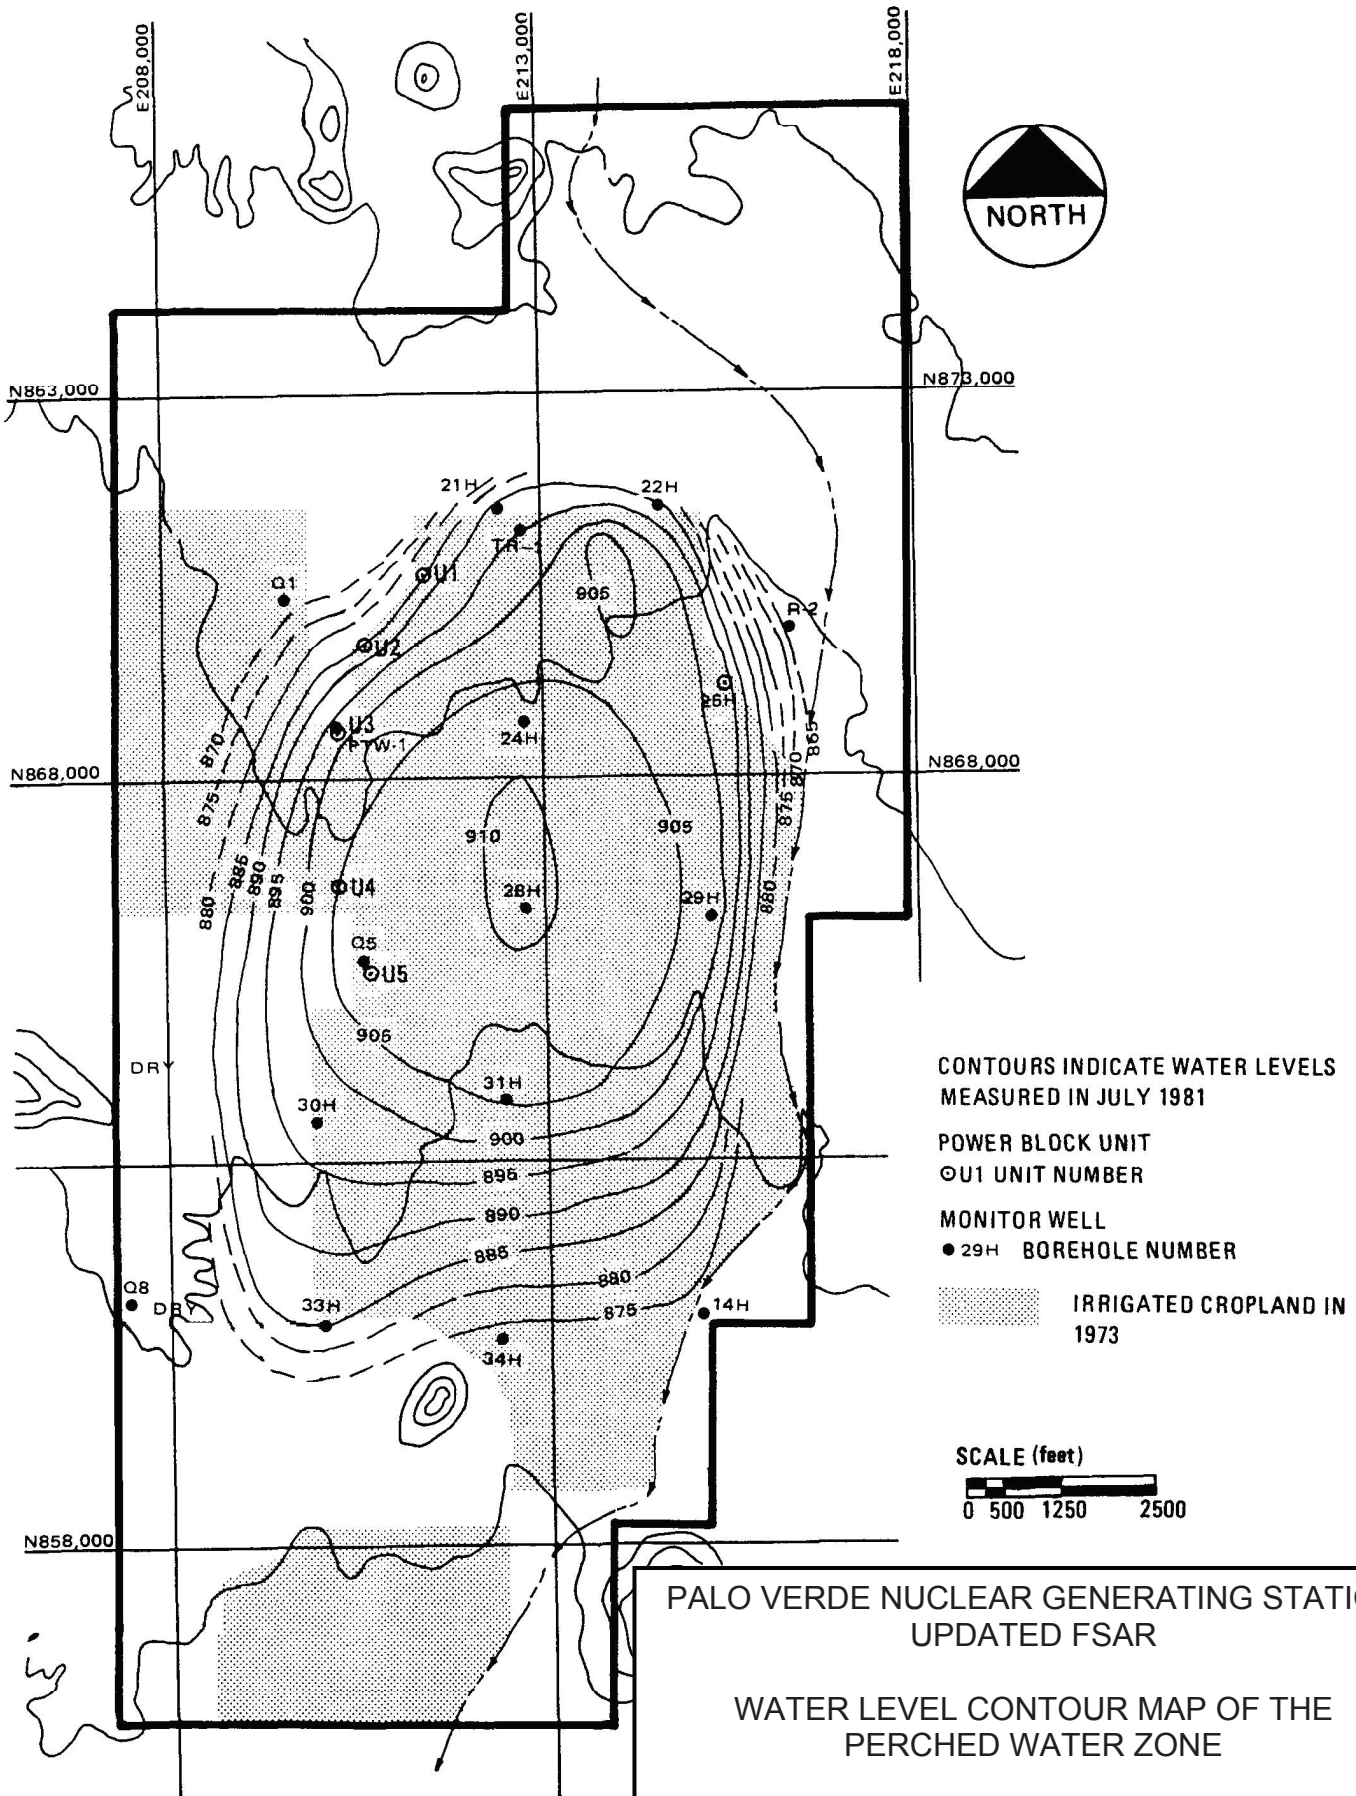 E208,000
E213,000
E218,000
NORTH
N863,000
N873,000
21H
22H
TR-1
U1
Q1
905
R-2
U2
25H
U3
PTW-1
24H
870
865
N868,000
870
N868,000
875
875
910
905
885
890
895
900
U4
28H
29H
880
880
Q5
U5
905
DRY
31H
30H
900
895
890
885
880
Q8
DRY
33H
875
14H
34H
CONTOURS INDICATE WATER LEVELS
MEASURED IN JULY 1981
POWER BLOCK UNIT
U1 UNIT NUMBER
MONITOR WELL
29H BOREHOLE NUMBER
IRRIGATED CROPLAND IN
1973
SCALE (feet)
0 500 1250 2500
N858,000
PALO VERDE NUCLEAR GENERATING STATIO
UPDATED FSAR
WATER LEVEL CONTOUR MAP OF THE
PERCHED WATER ZONE